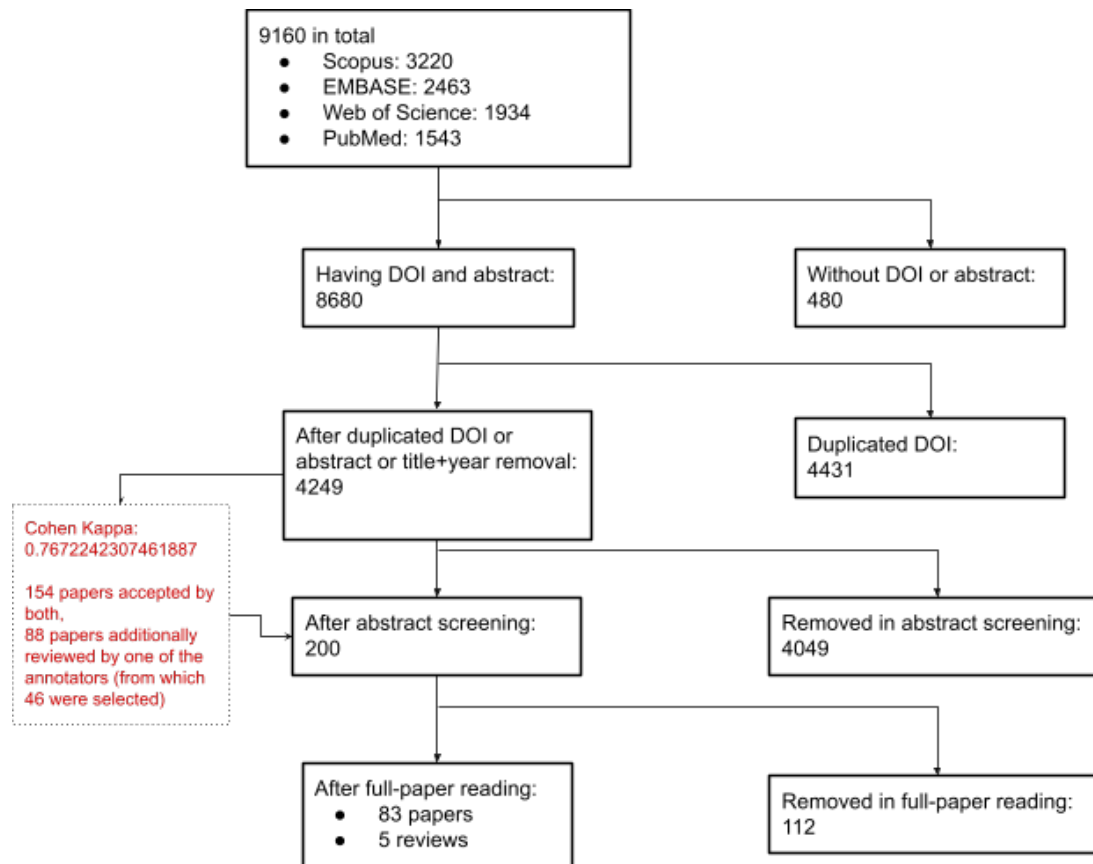 9160 in total
● Scopus: 3220
● EMBASE: 2463
● Web of Science: 1934
● PubMed: 1543
Having DOI and abstract:
8680
Without DOI or abstract:
480
After duplicated DOI or
abstract or title+year removal:
4249
Duplicated DOI:
4431
Cohen Kappa:
0.7672242307461887
154 papers accepted by
both,
88 papers additionally
reviewed by one of the
annotators (from which
46 were selected)
After abstract screening:
200
Removed in abstract screening:
4049
After full-paper reading:
● 83 papers
● 5 reviews
Removed in full-paper reading:
112